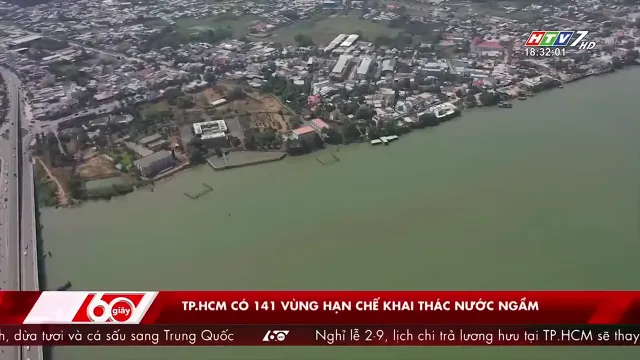 HTV7 HD
18:32:01
60 giây
TP.HCM CÓ 141 VÙNG HẠN CHẾ KHAI THÁC NƯỚC NGẦM
h, dừa tươi và cá sấu sang Trung Quốc 60 giây Nghỉ lễ 2-9, lịch chi trả lương hưu tại TP.HCM sẽ thay